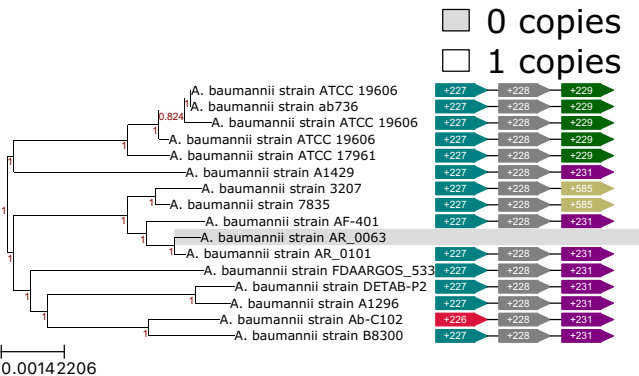 0 copies
1 copies
A. baumannii strain ATCC 19606 +227 +228 +229
1 A. baumannii strain ab736 +227 +228 +229
0.824 A. baumannii strain ATCC 19606 +227 +228 +229
1 A. baumannii strain ATCC 19606 +227 +228 +229
1 A. baumannii strain ATCC 17961 +227 +228 +229
1 A. baumannii strain A1429 +227 +228 +231
A. baumannii strain 3207 +227 +228 +585
1 1 A. baumannii strain 7835 +227 +228 +585
1 A. baumannii strain AF-401 +227 +228 +231
A. baumannii strain AR_0063
1 1 A. baumannii strain AR_0101 +227 +228 +231
A. baumannii strain FDAARGOS_533 +227 +228 +231
1 A. baumannii strain DETAB-P2 +227 +228 +231
1 1 A. baumannii strain A1296 +227 +228 +231
1 A. baumannii strain Ab-C102 +226 +228 +231
1 A. baumannii strain B8300 +227 +228 +231
0.00142206